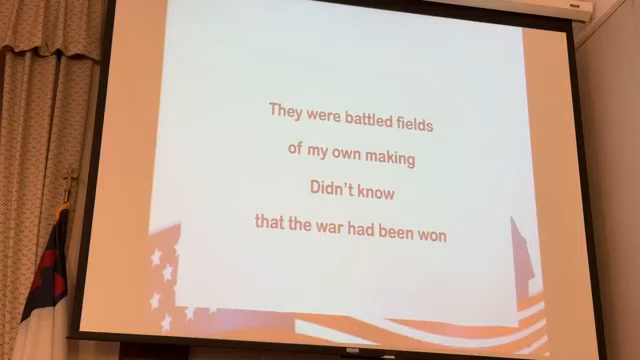 They were battled fields
of my own making
Didn't know
that the war had been won